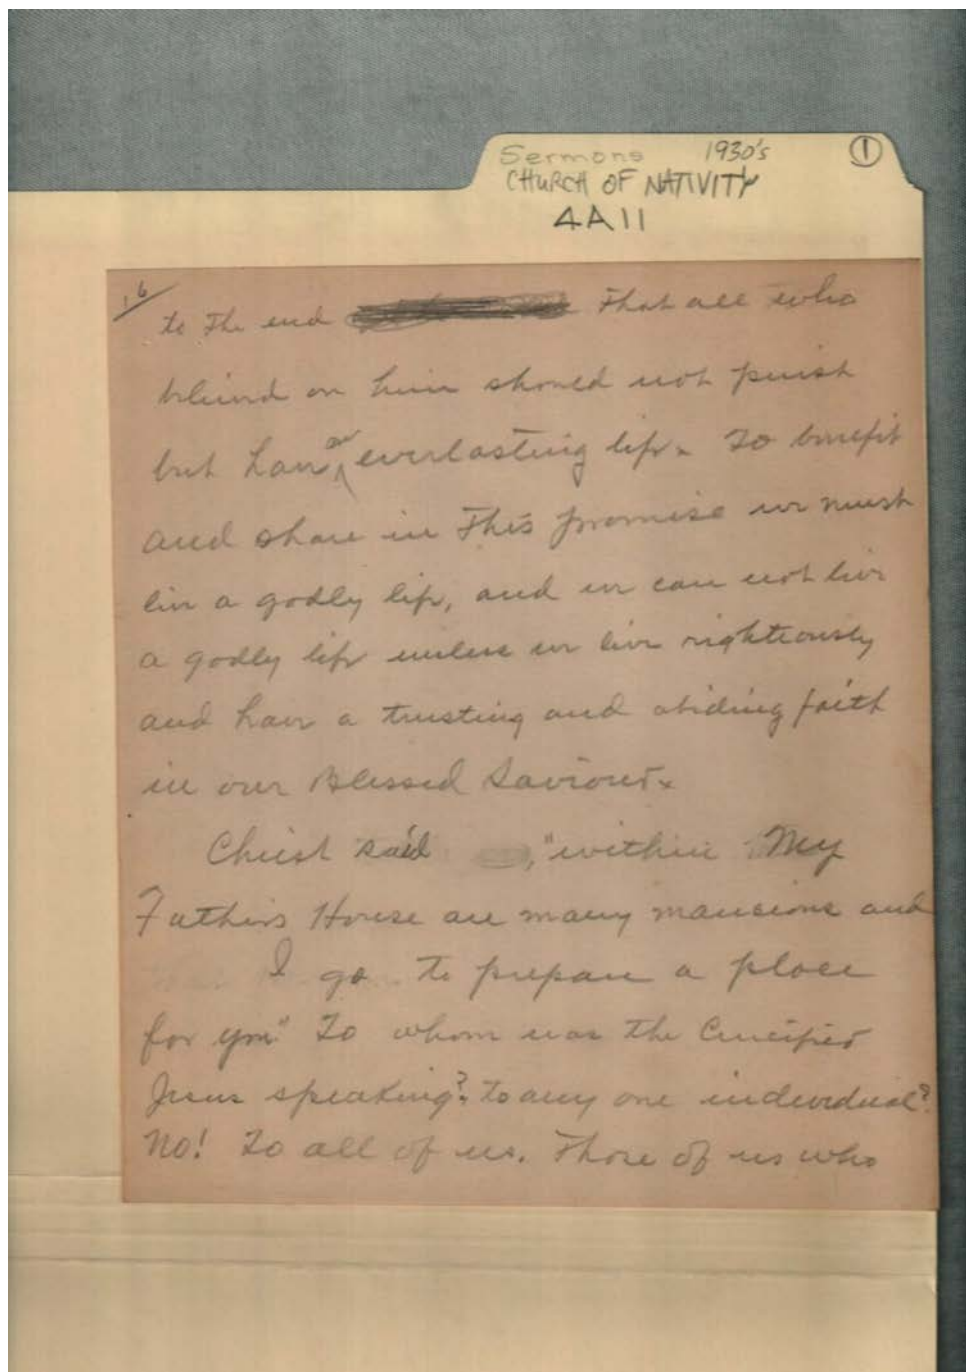 Sermons 1930's ①
CHURCH OF NATIVITY
4A11
16
to the end that all who
believed on him should not perish
but have an everlasting life. To benefit
and share in this promise we must
live a godly life, and we can not live
a godly life unless we live righteously
and have a trusting and abiding faith
in our Blessed Saviour.
Christ said , "within My
Fathers House are many mansions and
I go to prepare a place
for you" To whom was the Crucified
Jesus speaking? to any one individual?
No! To all of us. Those of us who